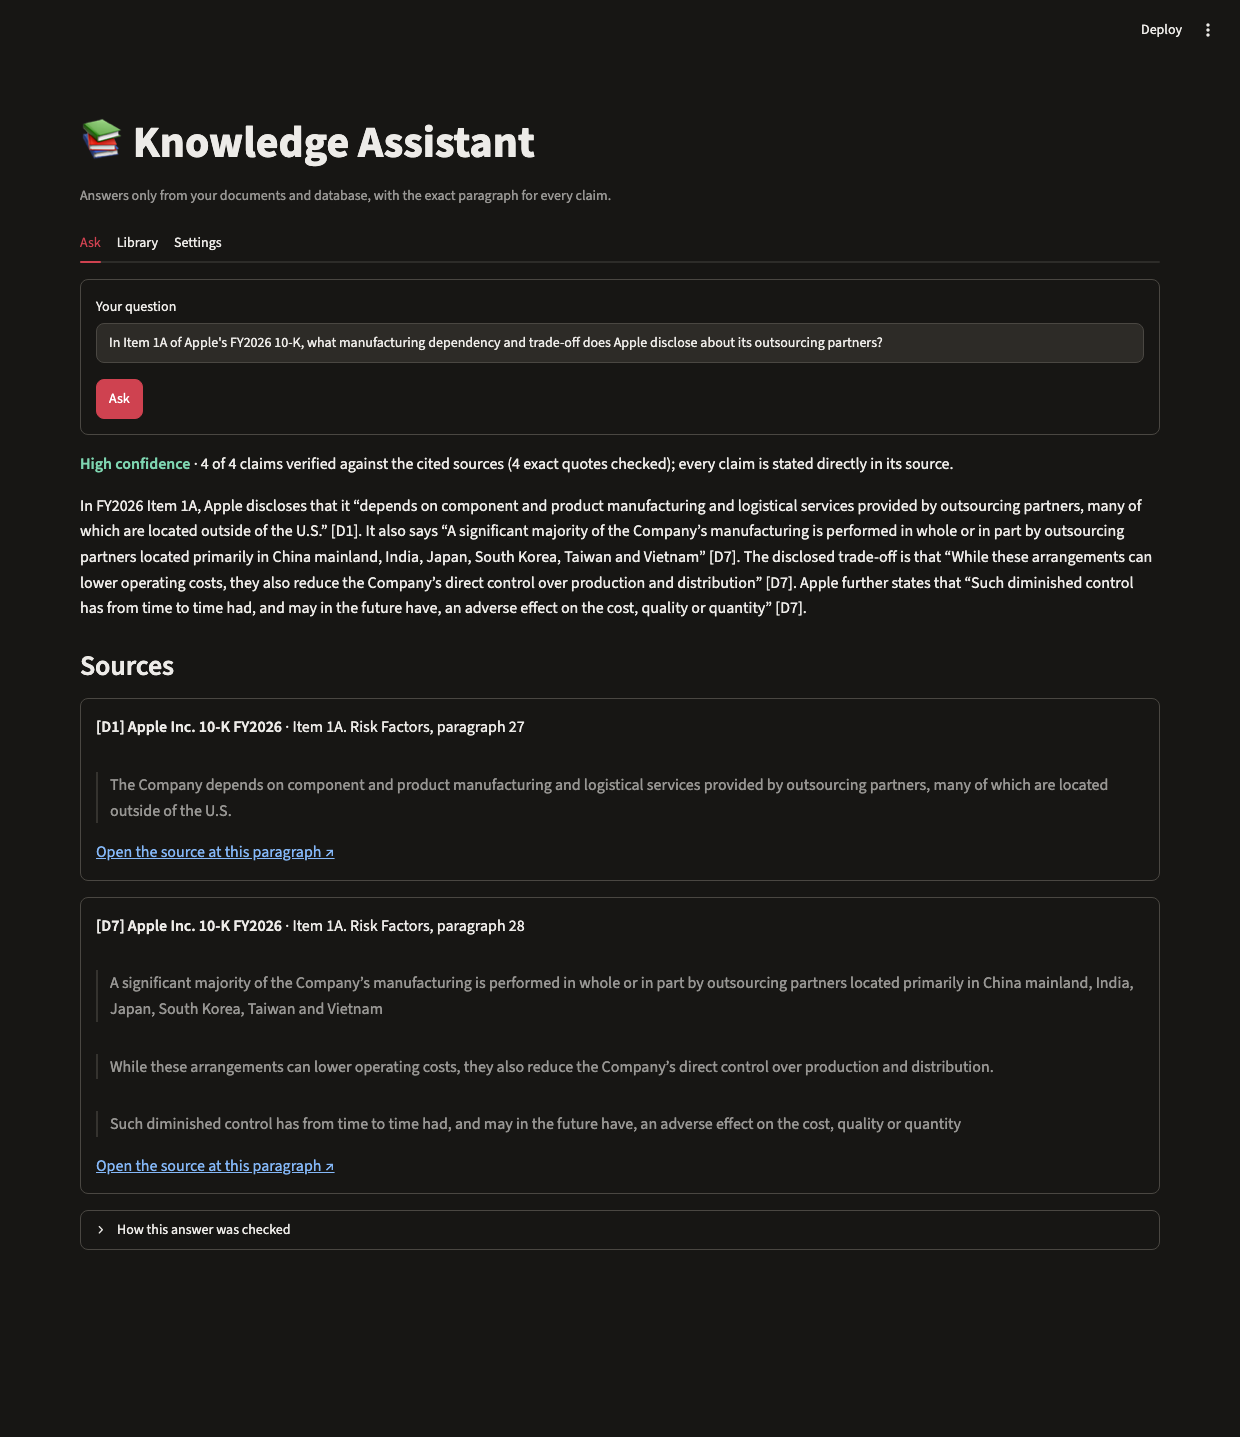 Deploy
Knowledge Assistant
Answers only from your documents and database, with the exact paragraph for every claim.
Ask Library Settings
Your question
In Item 1A of Apple's FY2026 10-K, what manufacturing dependency and trade-off does Apple disclose about its outsourcing partners?
Ask
High confidence · 4 of 4 claims verified against the cited sources (4 exact quotes checked); every claim is stated directly in its source.
In FY2026 Item 1A, Apple discloses that it “depends on component and product manufacturing and logistical services provided by outsourcing partners, many of
which are located outside of the U.S.” [D1]. It also says “A significant majority of the Company’s manufacturing is performed in whole or in part by outsourcing
partners located primarily in China mainland, India, Japan, South Korea, Taiwan and Vietnam” [D7]. The disclosed trade-off is that “While these arrangements can
lower operating costs, they also reduce the Company’s direct control over production and distribution” [D7]. Apple further states that “Such diminished control
has from time to time had, and may in the future have, an adverse effect on the cost, quality or quantity” [D7].
Sources
[D1] Apple Inc. 10-K FY2026 · Item 1A. Risk Factors, paragraph 27
The Company depends on component and product manufacturing and logistical services provided by outsourcing partners, many of which are located
outside of the U.S.
Open the source at this paragraph ↗
[D7] Apple Inc. 10-K FY2026 · Item 1A. Risk Factors, paragraph 28
A significant majority of the Company’s manufacturing is performed in whole or in part by outsourcing partners located primarily in China mainland, India,
Japan, South Korea, Taiwan and Vietnam
While these arrangements can lower operating costs, they also reduce the Company’s direct control over production and distribution.
Such diminished control has from time to time had, and may in the future have, an adverse effect on the cost, quality or quantity
Open the source at this paragraph ↗
How this answer was checked